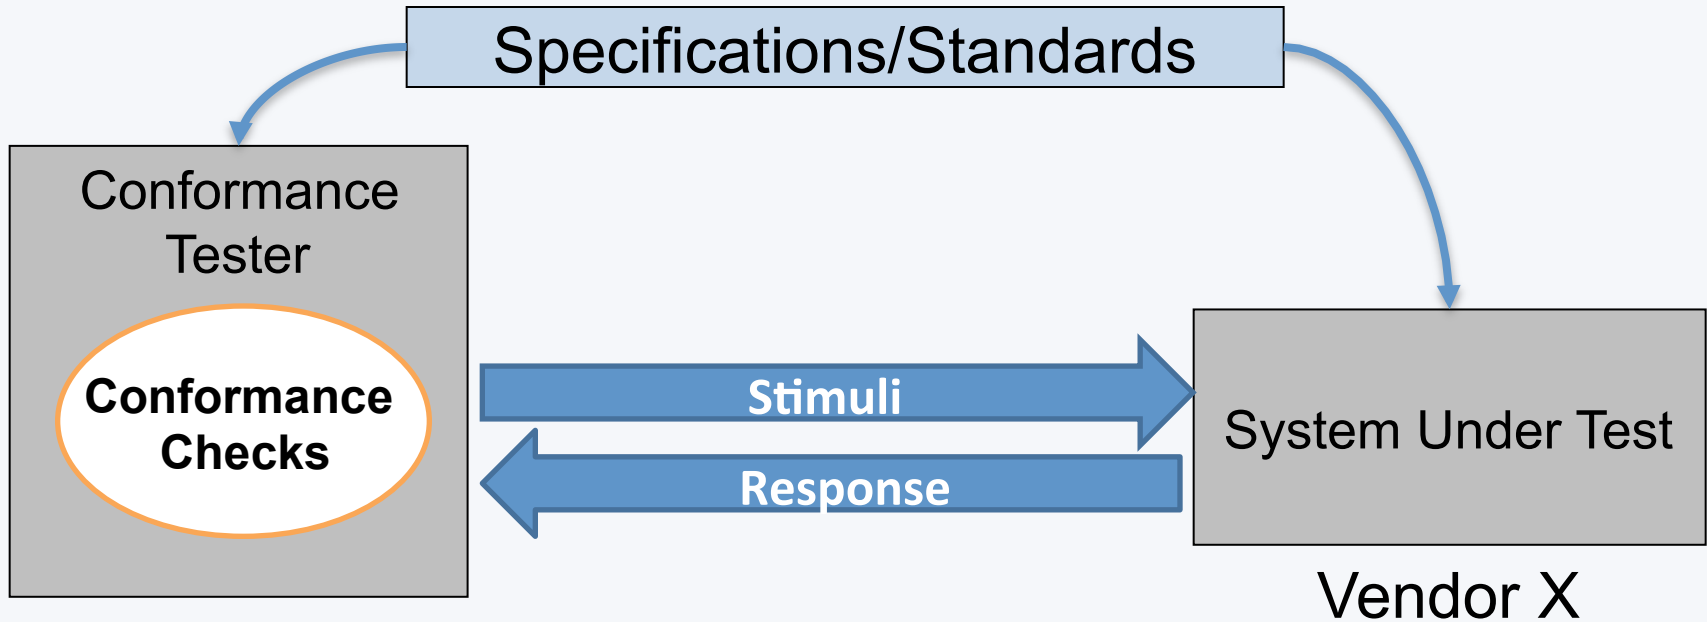 Specifications/Standards
Conformance
Tester
Conformance
Checks
Stimuli
Response
System Under Test
Vendor X